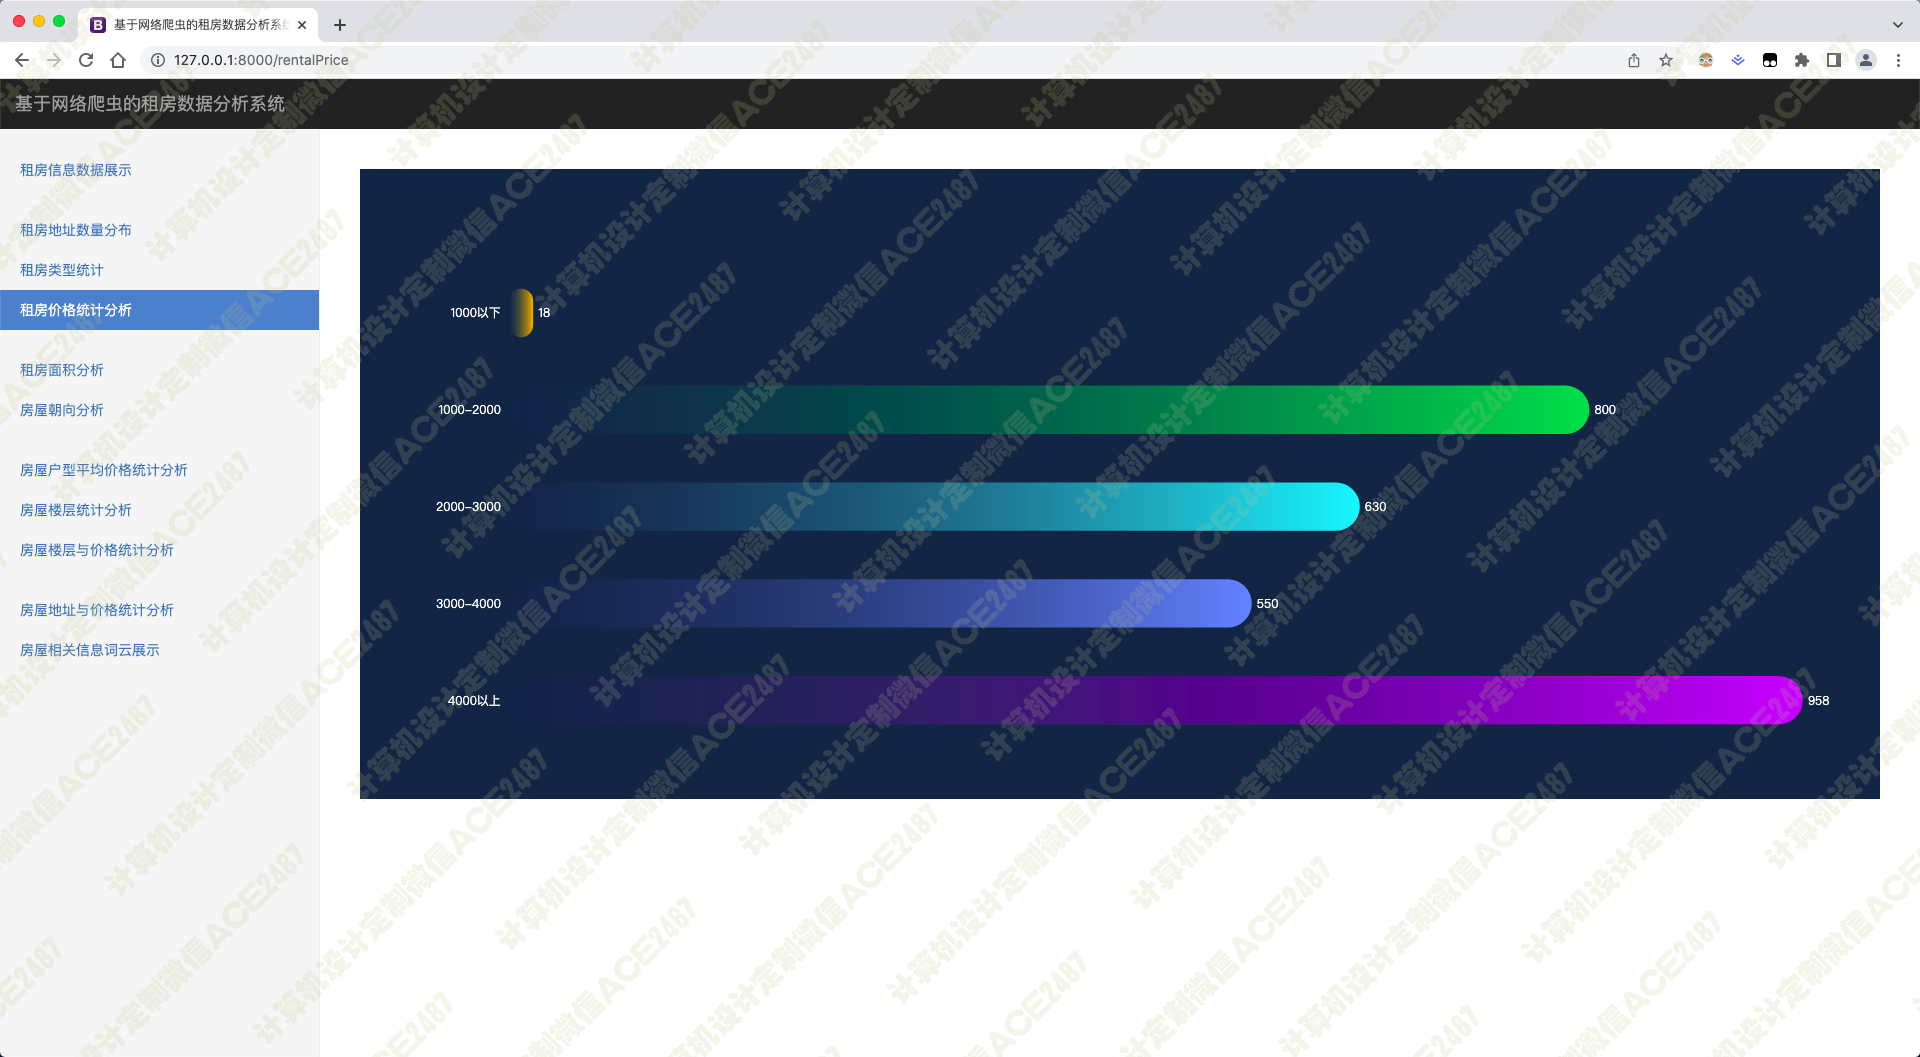 基于网络爬虫的租房数据分析系统
127.0.0.1:8000/rentalPrice
基于网络爬虫的租房数据分析系统
租房信息数据展示
租房地址数量分布
租房类型统计
租房价格统计分析
租房面积分析
房屋朝向分析
房屋户型平均价格统计分析
房屋楼层统计分析
房屋楼层与价格统计分析
房屋地址与价格统计分析
房屋相关信息词云展示
1000以下 18
1000-2000 800
2000-3000 630
3000-4000 550
4000以上 958
计算机设计定制微信ACE2487